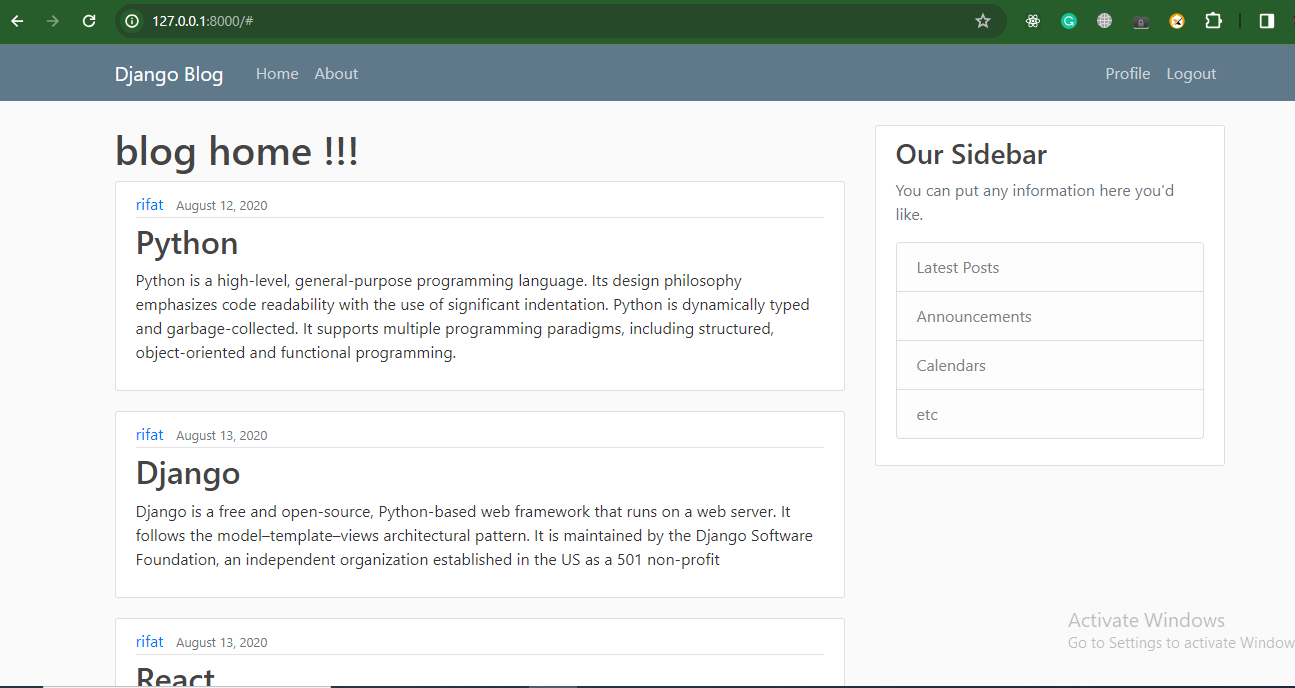 127.0.0.1:8000/#
Django Blog Home About Profile Logout
blog home !!!
rifat August 12, 2020
Python
Python is a high-level, general-purpose programming language. Its design philosophy
emphasizes code readability with the use of significant indentation. Python is dynamically typed
and garbage-collected. It supports multiple programming paradigms, including structured,
object-oriented and functional programming.
rifat August 13, 2020
Django
Django is a free and open-source, Python-based web framework that runs on a web server. It
follows the model–template–views architectural pattern. It is maintained by the Django Software
Foundation, an independent organization established in the US as a 501 non-profit
rifat August 13, 2020
React
Our Sidebar
You can put any information here you'd
like.
Latest Posts
Announcements
Calendars
etc
Activate Windows
Go to Settings to activate Window